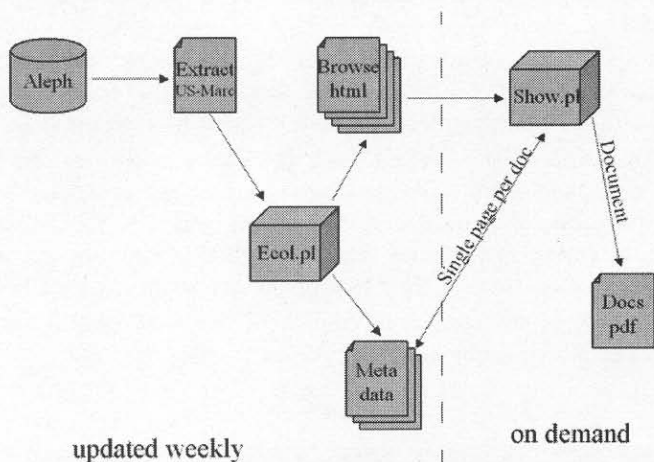 Aleph
Extract
US-Marc
Browse
html
Show.pl
Ecol.pl
Single page per doc
Document
Docs
pdf
Meta
data
updated weekly
on demand